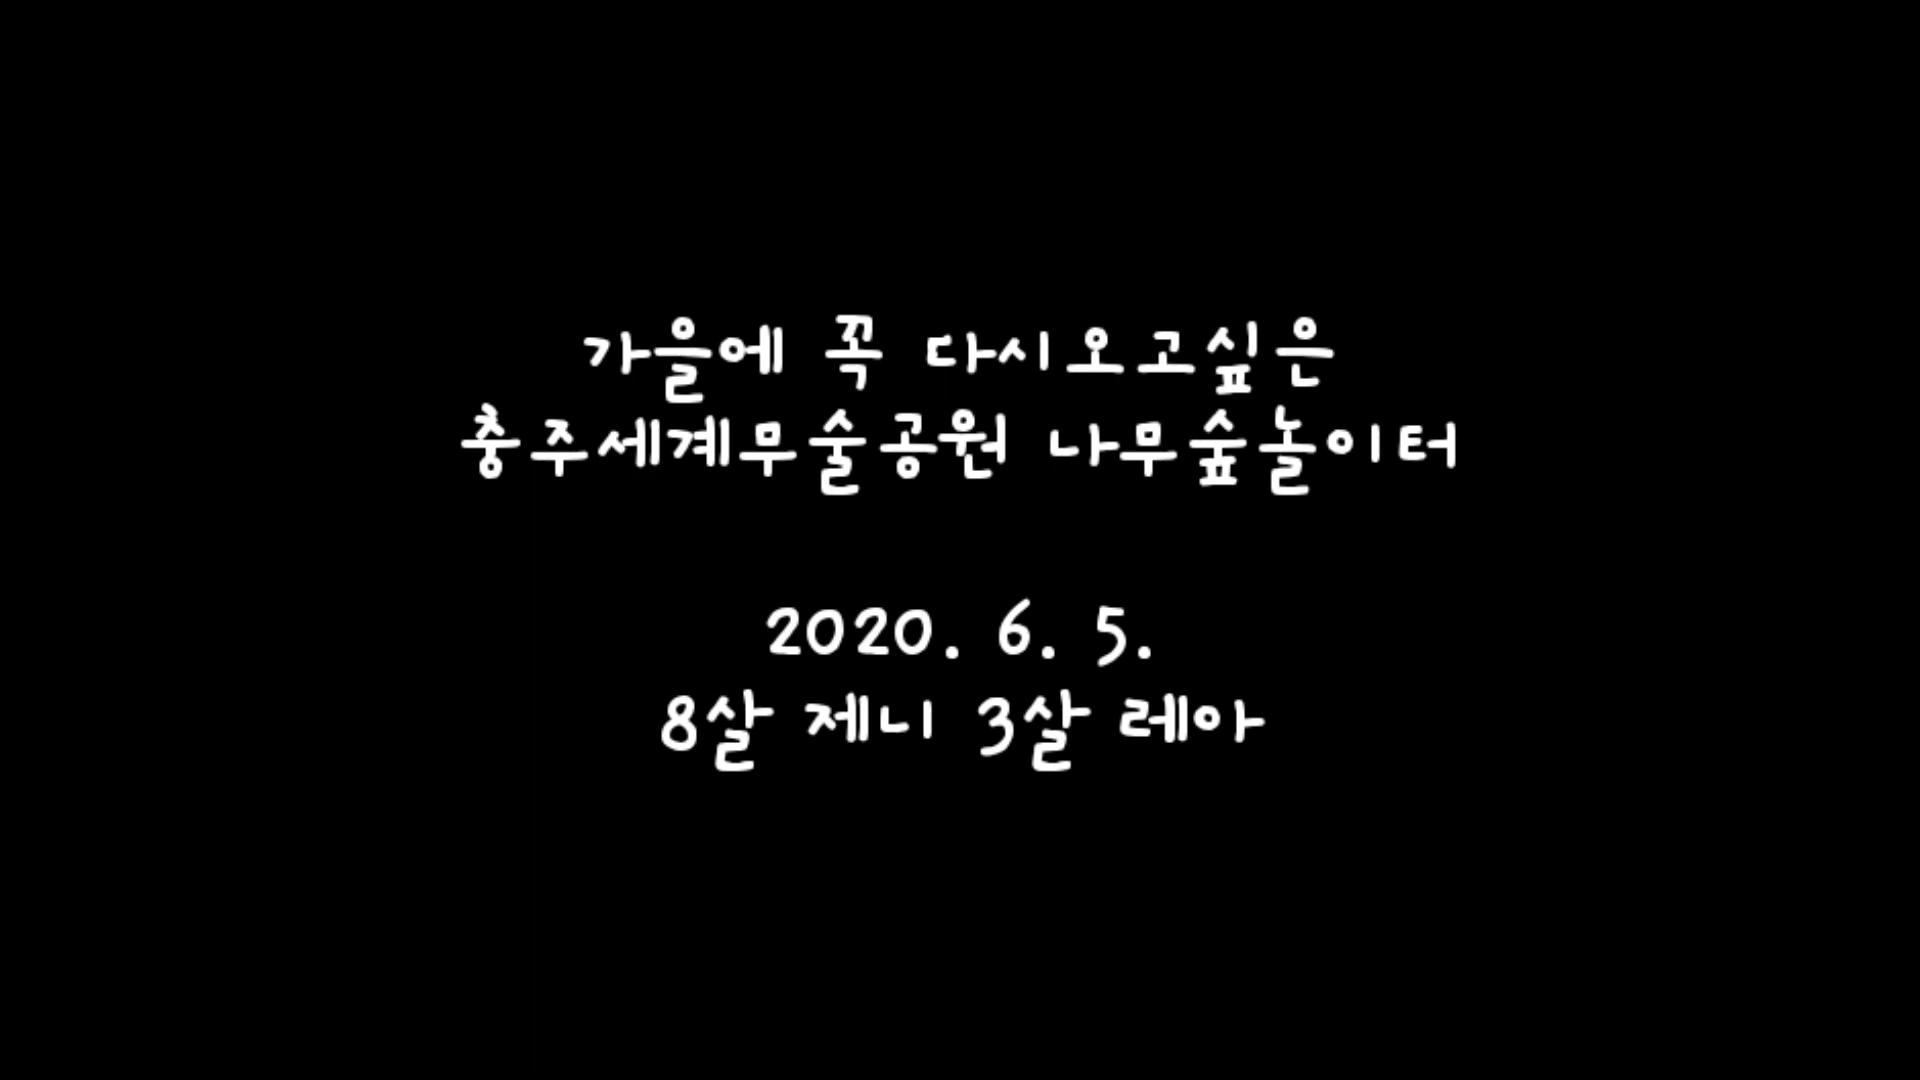 가을에 꼭 다시오고싶은
충주세계무술공원 나무숲놀이터
2020. 6. 5.
8살 제니 3살 레아